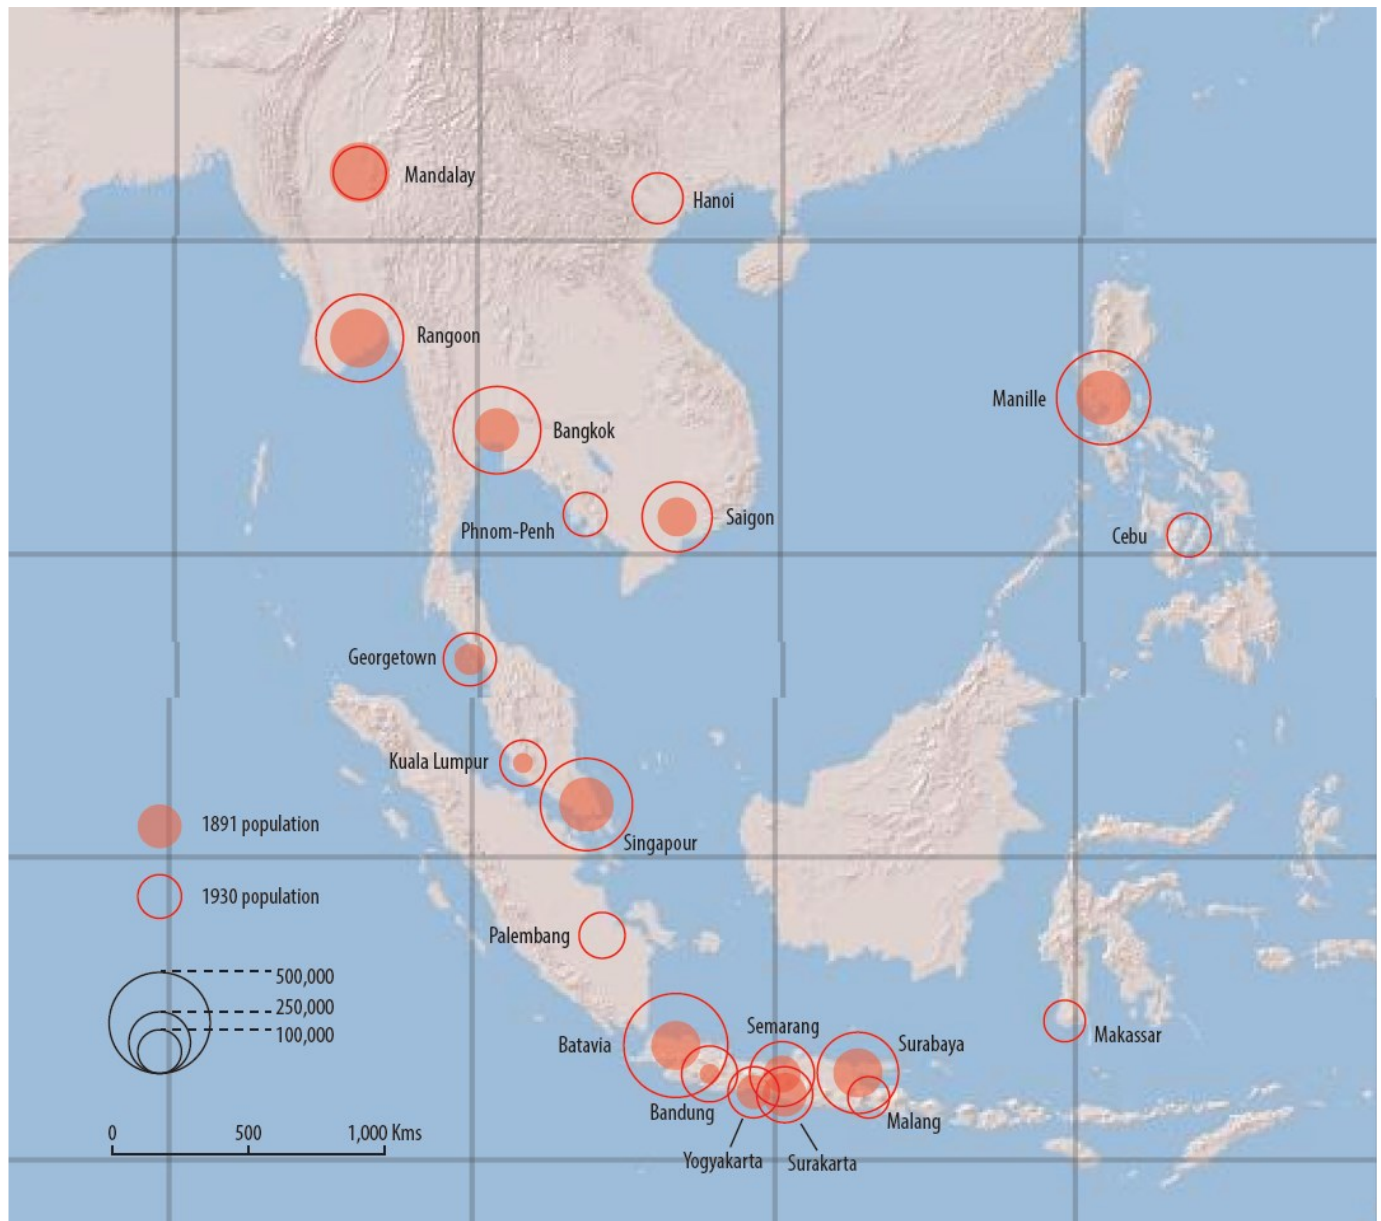 Mandalay
Hanoi
Rangoon
Manille
Bangkok
Saigon
Phnom-Penh
Cebu
Georgetown
Kuala Lumpur
Singapour
1891 population
1930 population
Palembang
500,000
250,000
100,000
Semarang
Makassar
Batavia
Surabaya
Bandung
Malang
0 500 1,000 Kms
Yogyakarta
Surakarta